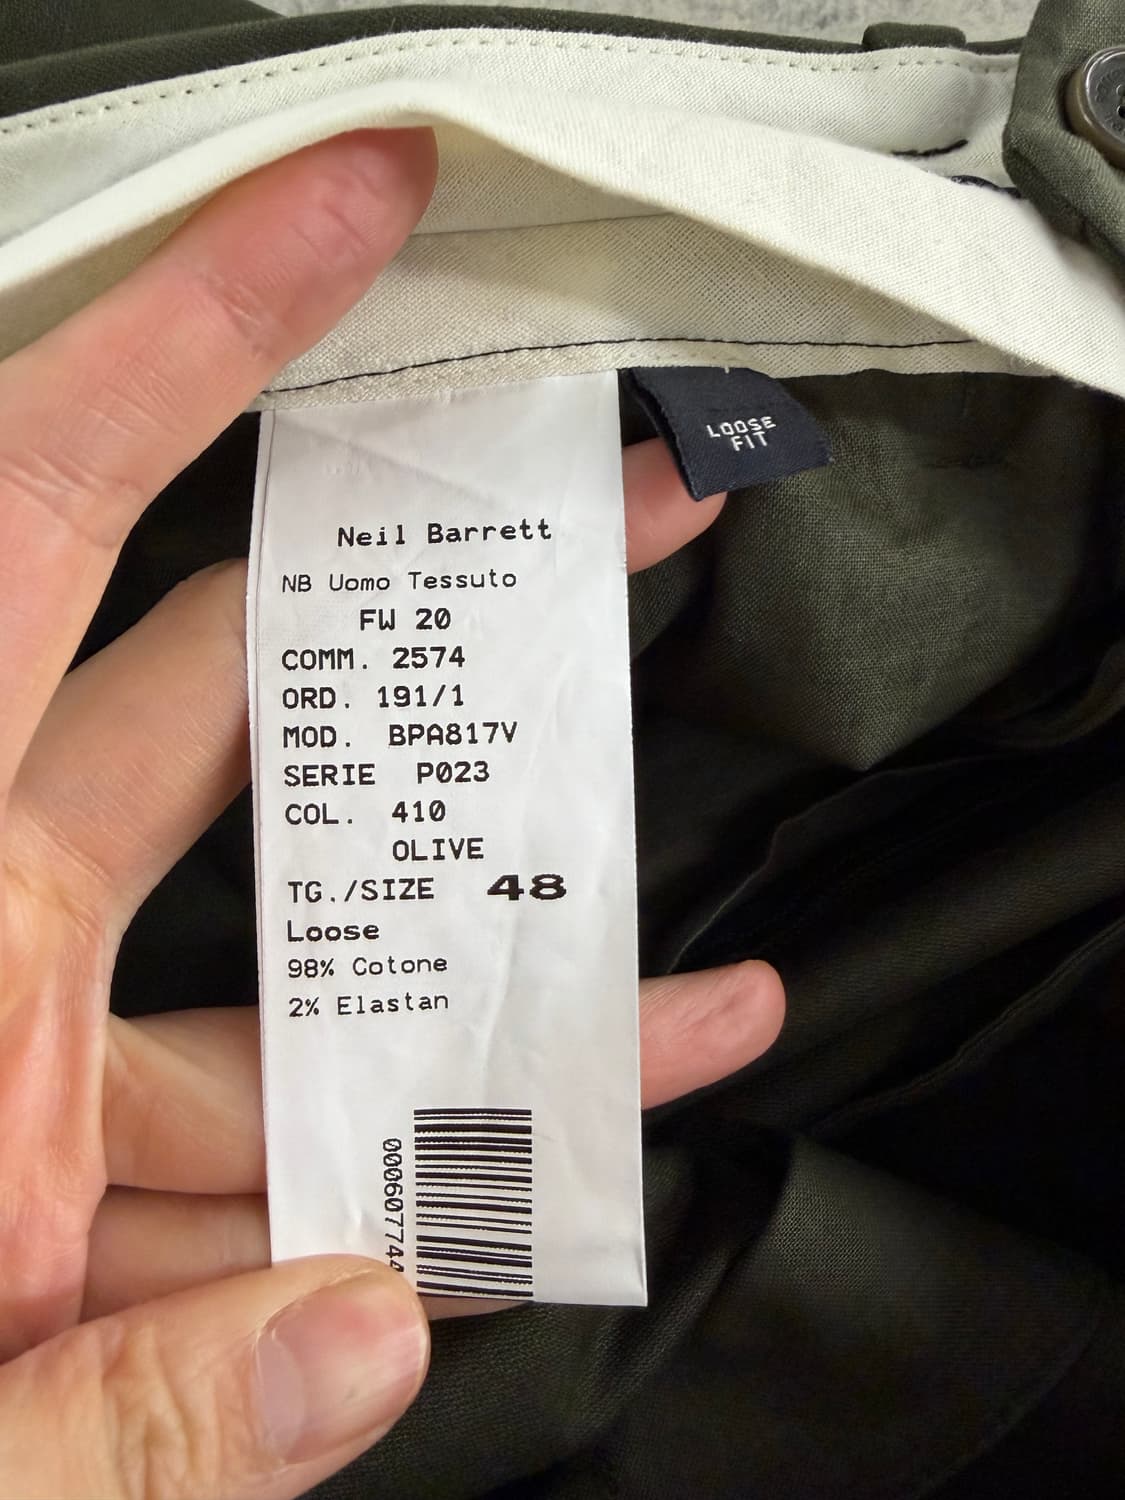 LOOSE
FIT
Neil Barrett
NB Uomo Tessuto
FW 20
COMM. 2574
ORD. 191/1
MOD. BPA817V
SERIE P023
COL. 410
OLIVE
TG./SIZE 48
Loose
98% Cotone
2% Elastan